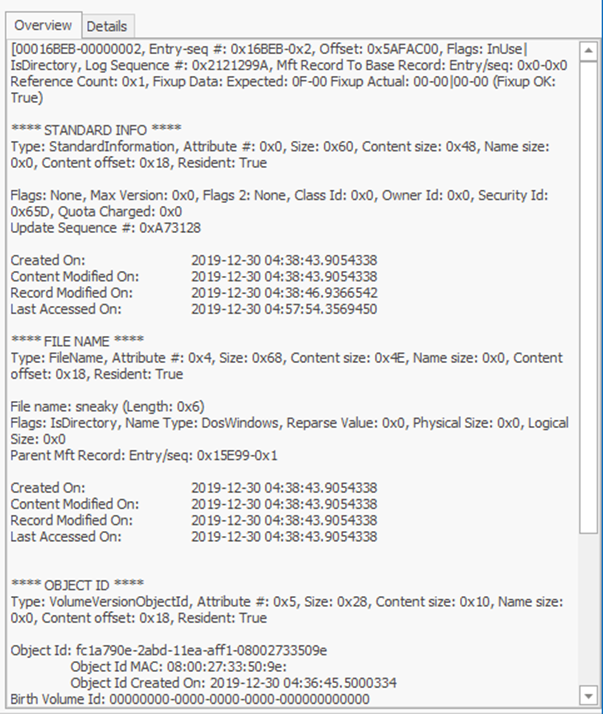 Overview Details
[00016BEB-00000002, Entry-seq #: 0x16BEB-0x2, Offset: 0x5AFAC00, Flags: InUse|
IsDirectory, Log Sequence #: 0x2121299A, Mft Record To Base Record: Entry/seq: 0x0-0x0
Reference Count: 0x1, Fixup Data: Expected: 0F-00 Fixup Actual: 00-00|00-00 (Fixup OK:
True)
**** STANDARD INFO ****
Type: StandardInformation, Attribute #: 0x0, Size: 0x60, Content size: 0x48, Name size:
0x0, Content offset: 0x18, Resident: True
Flags: None, Max Version: 0x0, Flags 2: None, Class Id: 0x0, Owner Id: 0x0, Security Id:
0x65D, Quota Charged: 0x0
Update Sequence #: 0xA73128
Created On: 2019-12-30 04:38:43.9054338
Content Modified On: 2019-12-30 04:38:43.9054338
Record Modified On: 2019-12-30 04:38:46.9366542
Last Accessed On: 2019-12-30 04:57:54.3569450
**** FILE NAME ****
Type: FileName, Attribute #: 0x4, Size: 0x68, Content size: 0x4E, Name size: 0x0, Content
offset: 0x18, Resident: True
File name: sneaky (Length: 0x6)
Flags: IsDirectory, Name Type: DosWindows, Reparse Value: 0x0, Physical Size: 0x0, Logical
Size: 0x0
Parent Mft Record: Entry/seq: 0x15E99-0x1
Created On: 2019-12-30 04:38:43.9054338
Content Modified On: 2019-12-30 04:38:43.9054338
Record Modified On: 2019-12-30 04:38:43.9054338
Last Accessed On: 2019-12-30 04:38:43.9054338
**** OBJECT ID ****
Type: VolumeVersionObjectId, Attribute #: 0x5, Size: 0x28, Content size: 0x10, Name size:
0x0, Content offset: 0x18, Resident: True
Object Id: fc1a790e-2abd-11ea-aff1-08002733509e
Object Id MAC: 08:00:27:33:50:9e:
Object Id Created On: 2019-12-30 04:36:45.5000334
Birth Volume Id: 00000000-0000-0000-0000-000000000000